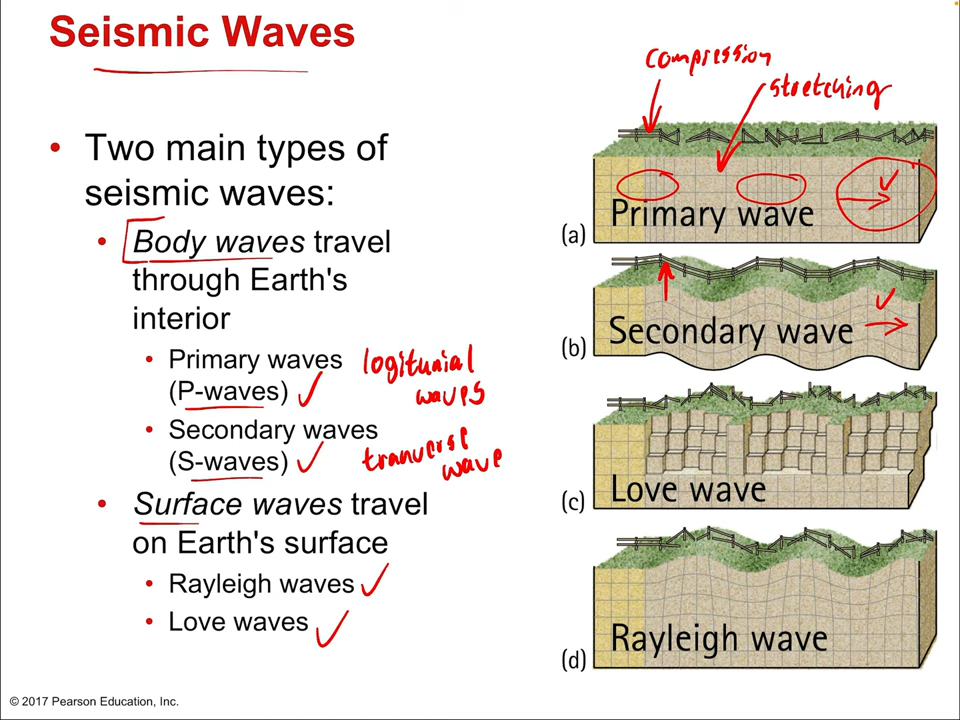 Seismic Waves
• Two main types of
seismic waves:
• Body waves travel
through Earth's
interior
• Primary waves
(P-waves)
logitunial
waves
• Secondary waves
(S-waves)
tranverse
wave
• Surface waves travel
on Earth's surface
• Rayleigh waves
• Love waves
compression
stretching
Primary wave
(a)
Secondary wave
(b)
Love wave
(c)
Rayleigh wave
(d)
© 2017 Pearson Education, Inc.